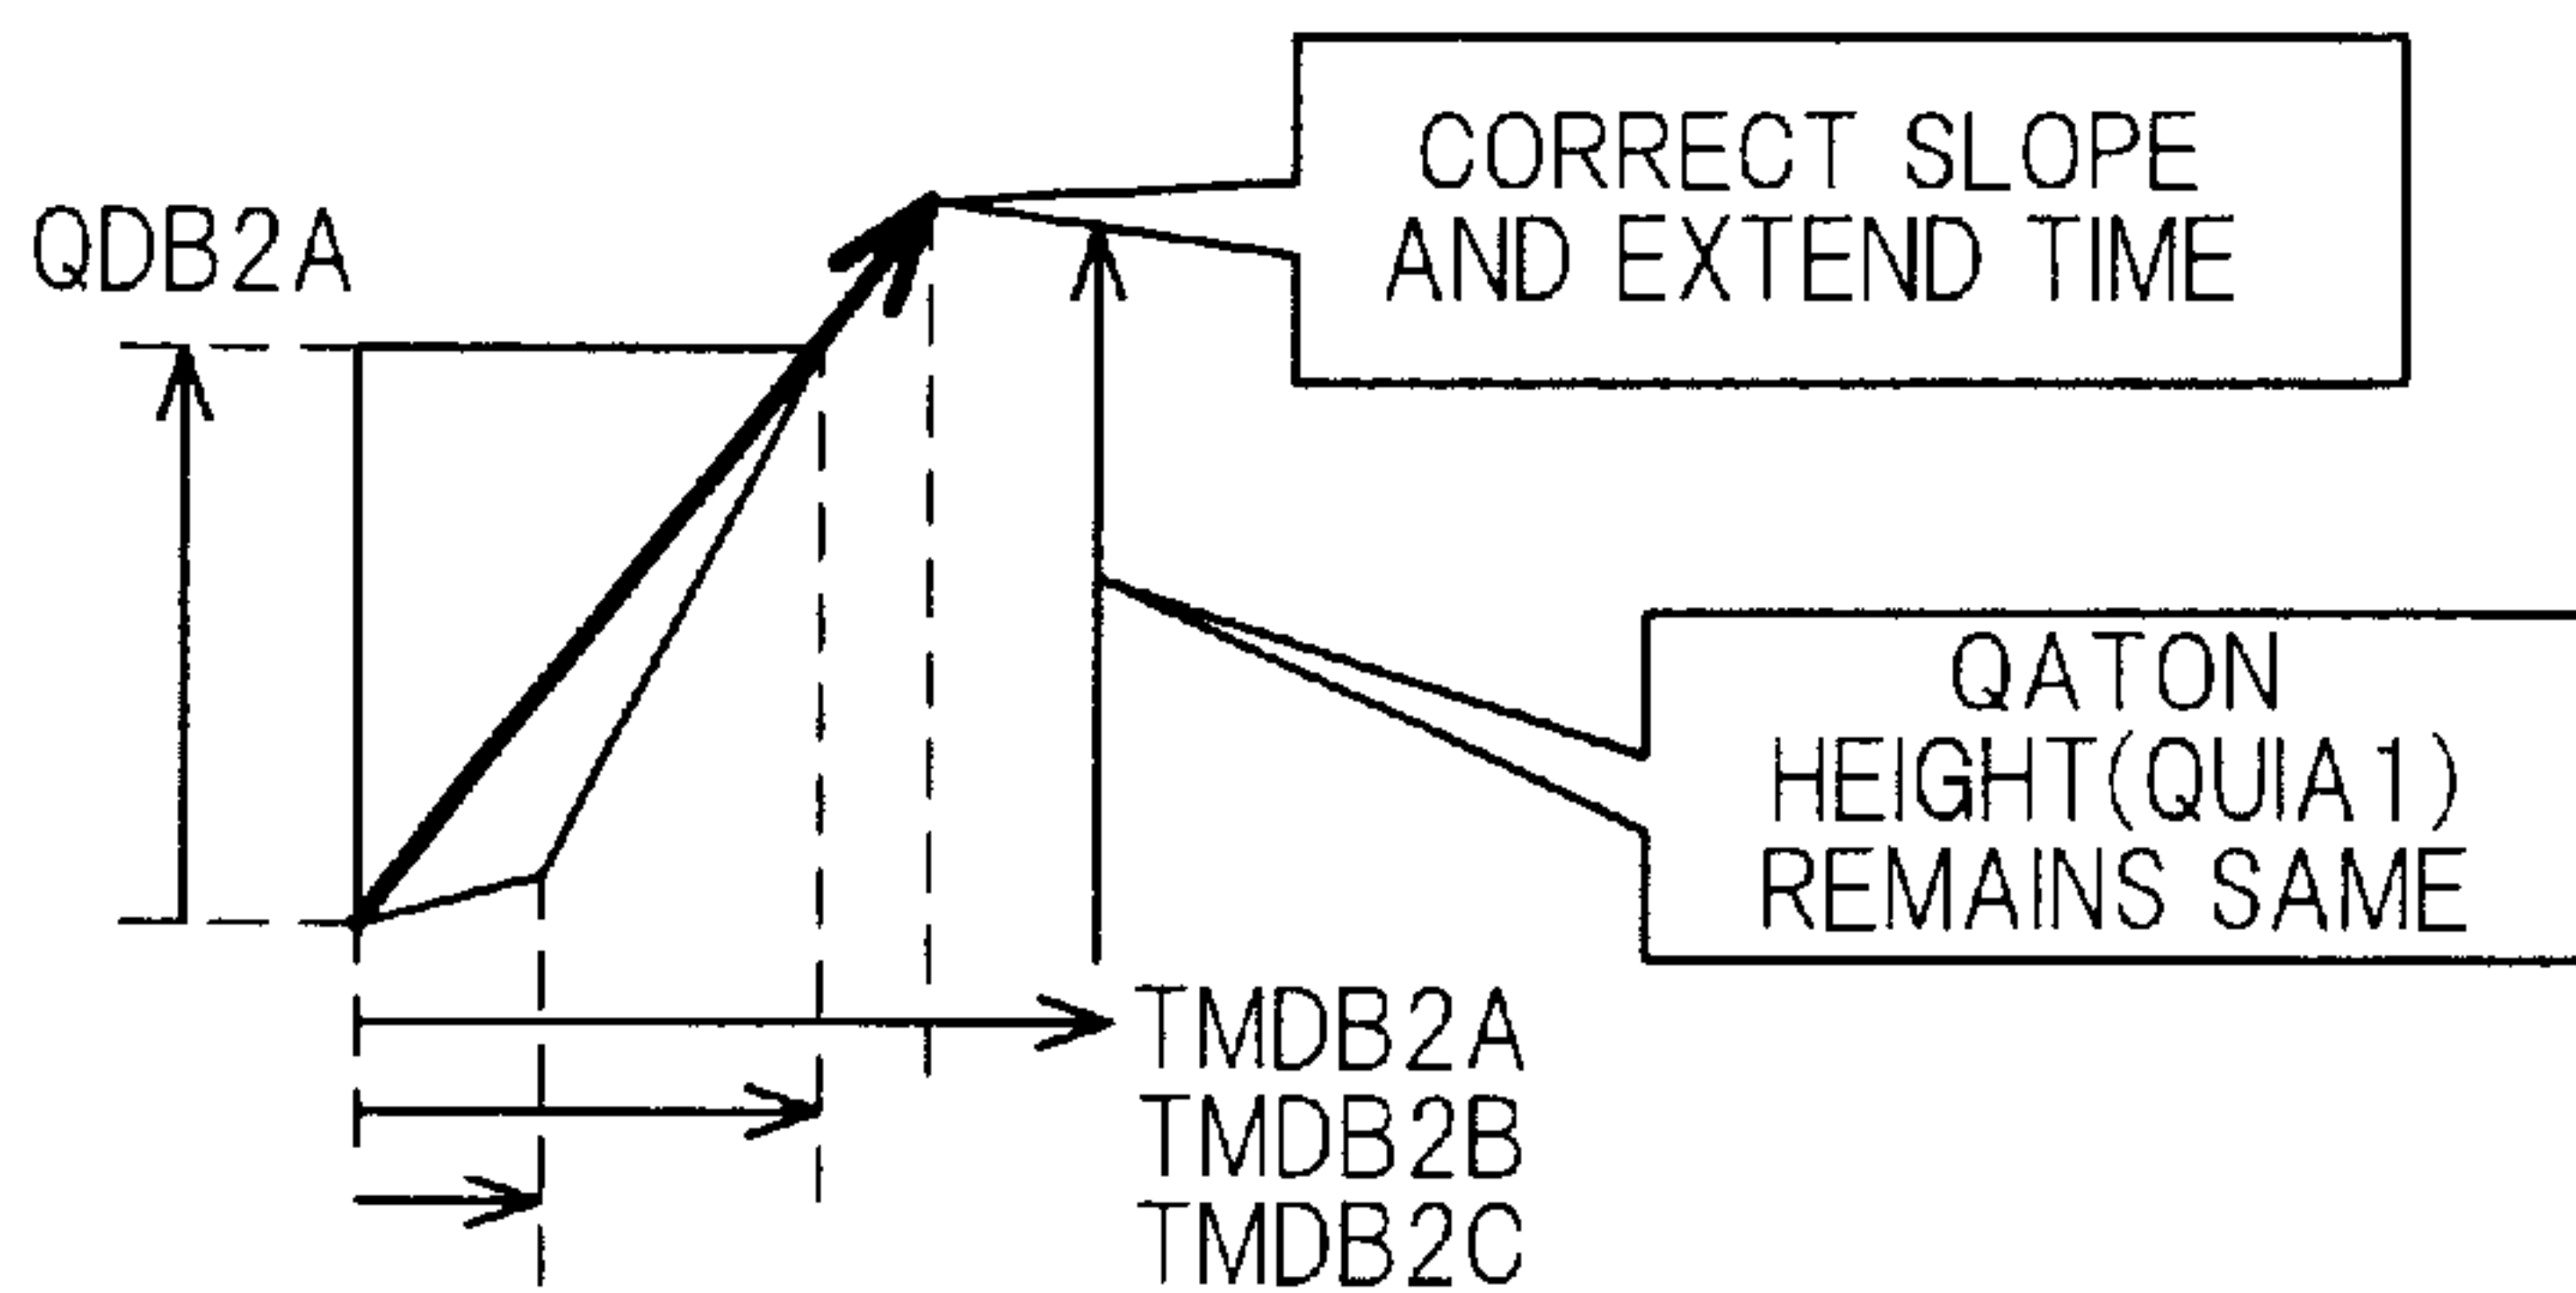 QDB2A
CORRECT SLOPE
AND EXTEND TIME
QATON
HEIGHT(QUIA1)
REMAINS SAME
TMDB2A
TMDB2B
TMDB2C